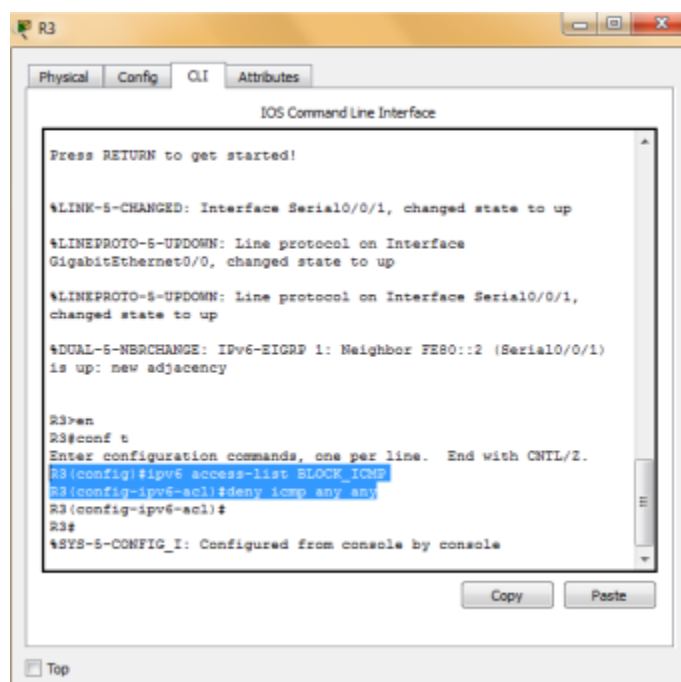 R3
Physical Config CLI Attributes
IOS Command Line Interface
Press RETURN to get started!
%LINK-5-CHANGED: Interface Serial0/0/1, changed state to up
%LINEPROTO-5-UPDOWN: Line protocol on Interface
GigabitEthernet0/0, changed state to up
%LINEPROTO-5-UPDOWN: Line protocol on Interface Serial0/0/1,
changed state to up
%DUAL-5-NBRCHANGE: IPv6-EIGRP 1: Neighbor FE80::2 (Serial0/0/1)
is up: new adjacency
R3>en
R3#conf t
Enter configuration commands, one per line.  End with CNTL/Z.
R3(config)#ipv6 access-list BLOCK_ICMP
R3(config-ipv6-acl)#deny icmp any any
R3(config-ipv6-acl)#
R3#
%SYS-5-CONFIG_I: Configured from console by console
Copy Paste
Top